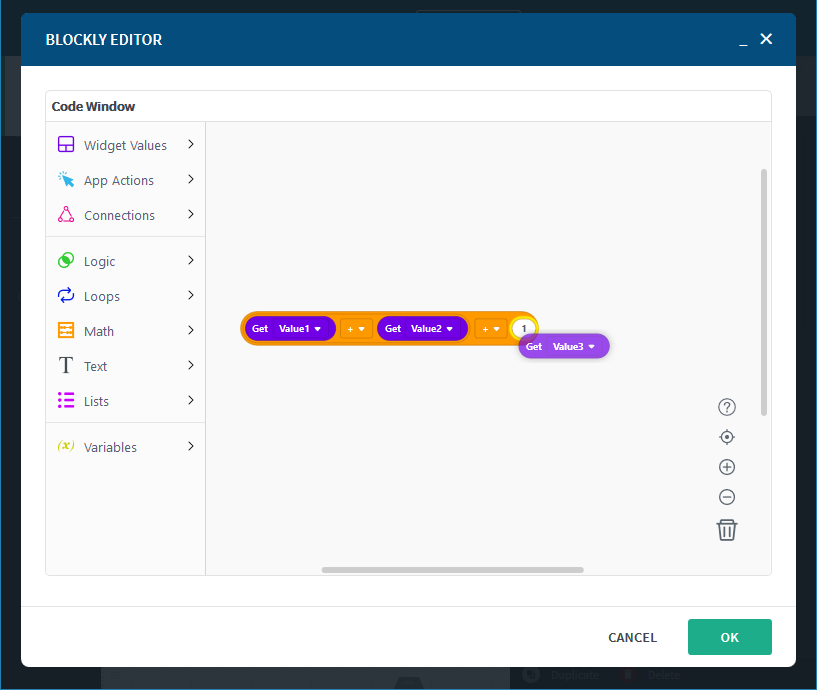 BLOCKLY EDITOR
Code Window
Widget Values
App Actions
Connections
Logic
Loops
Math
Text
Lists
Variables
Get Value1 + Get Value2 + 1
Get Value3
CANCEL OK
Duplicate Delete